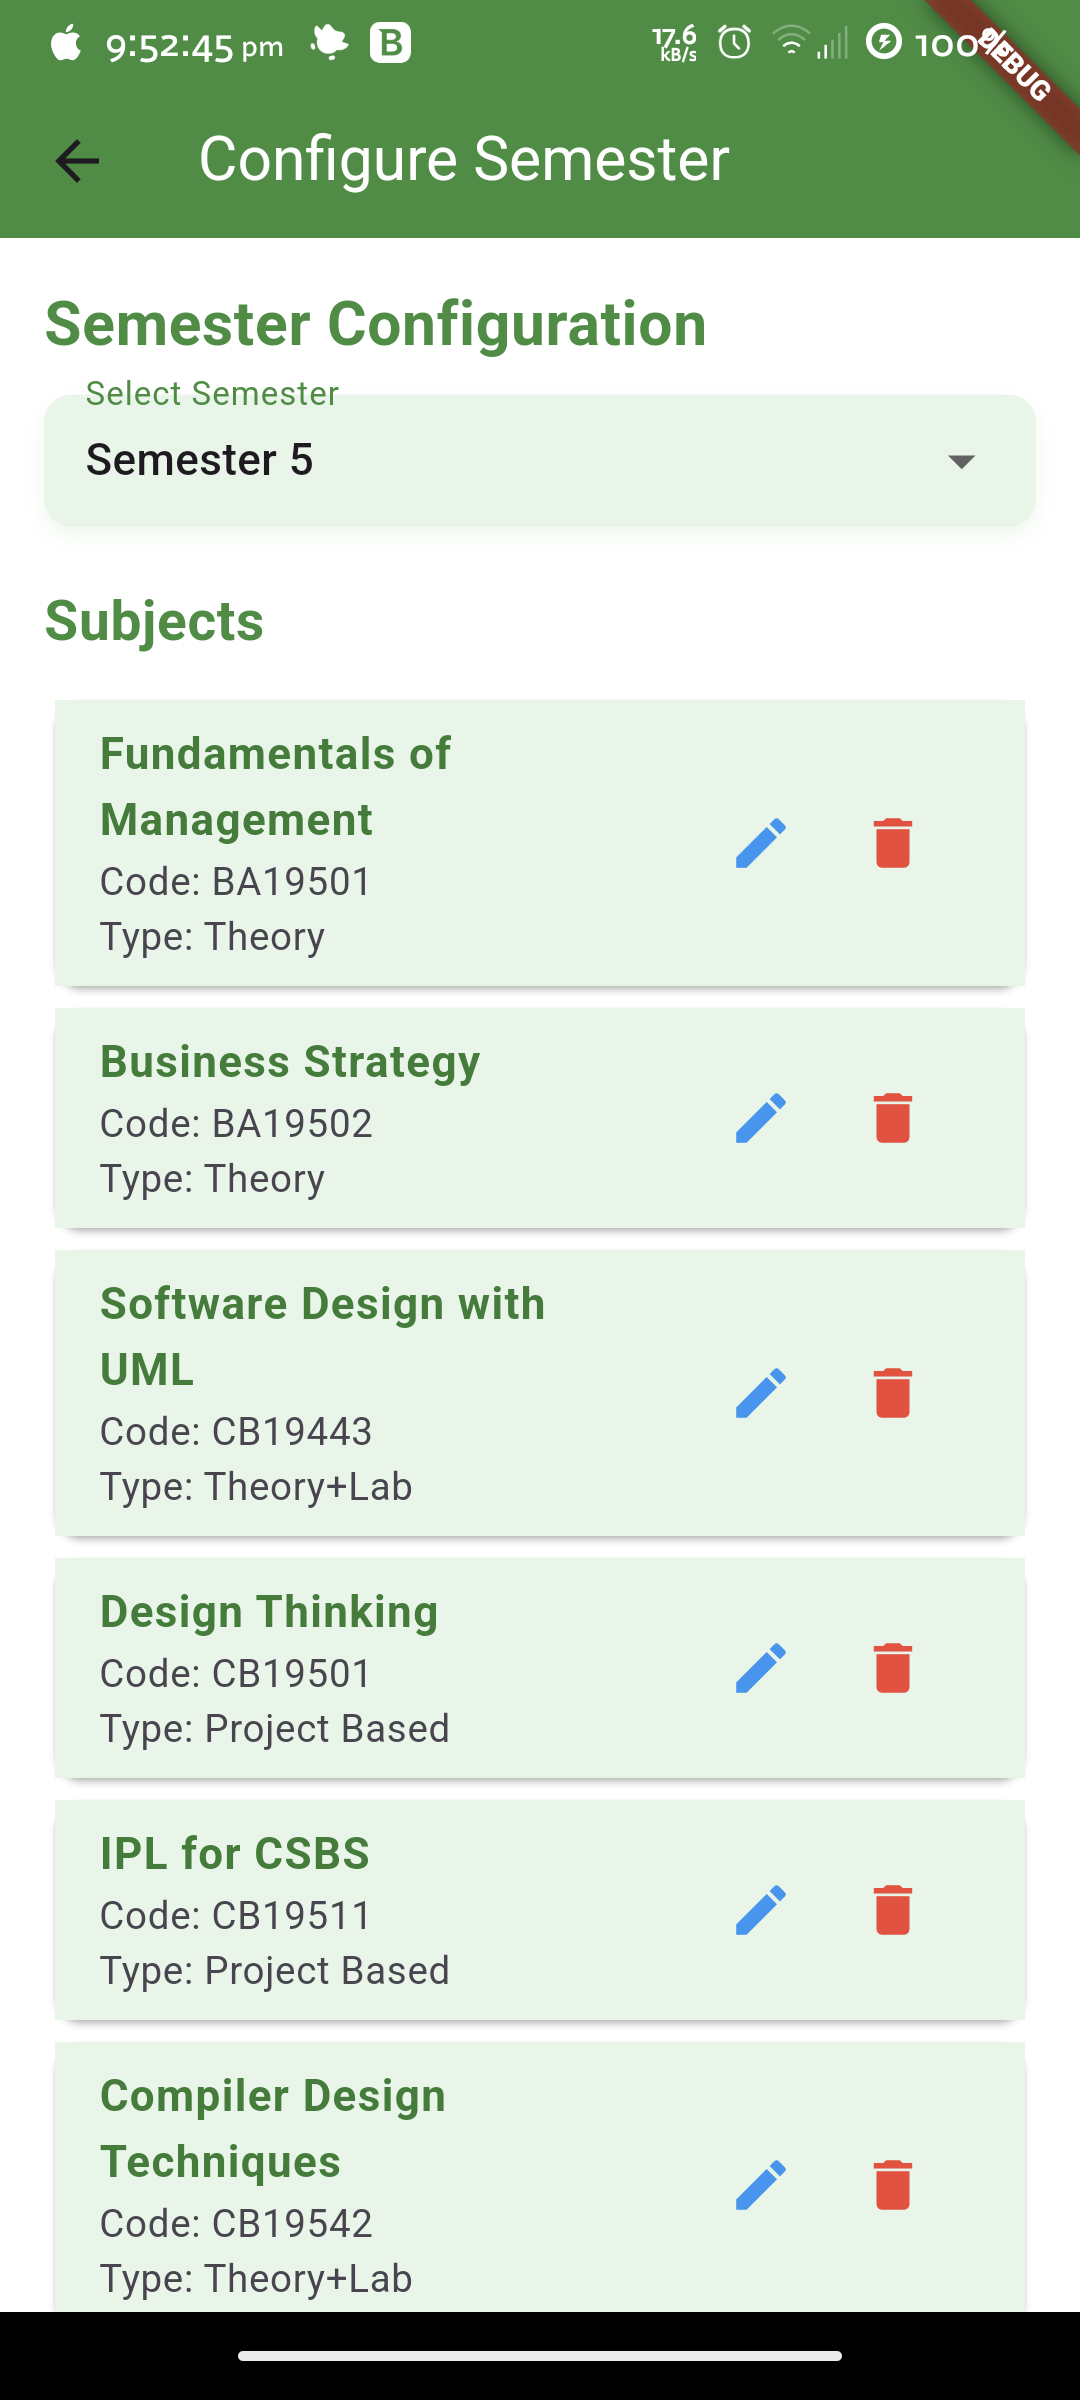 9:52:45 pm B 17.6 kB/s 100%
DEBUG
Configure Semester
Semester Configuration
Select Semester
Semester 5
Subjects
Fundamentals of
Management
Code: BA19501
Type: Theory
Business Strategy
Code: BA19502
Type: Theory
Software Design with
UML
Code: CB19443
Type: Theory+Lab
Design Thinking
Code: CB19501
Type: Project Based
IPL for CSBS
Code: CB19511
Type: Project Based
Compiler Design
Techniques
Code: CB19542
Type: Theory+Lab